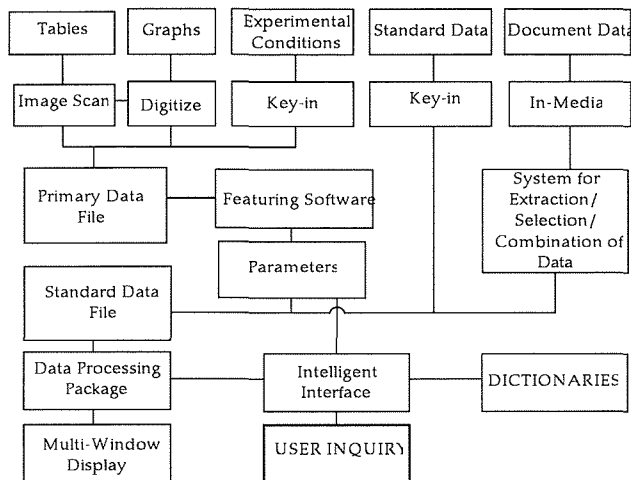 Tables
Graphs
Experimental
Conditions
Standard Data
Document Data
Image Scan
Digitize
Key-in
Key-in
In-Media
Primary Data
File
Featuring Software
System for
Extraction/
Selection/
Combination of
Data
Parameters
Standard Data
File
Data Processing
Package
Intelligent
Interface
DICTIONARIES
Multi-Window
Display
USER INQUIRY